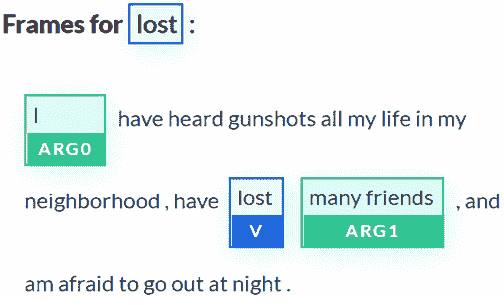 Frames for lost :
I have heard gunshots all my life in my
ARG0
neighborhood , have lost many friends , and
V ARG1
am afraid to go out at night .